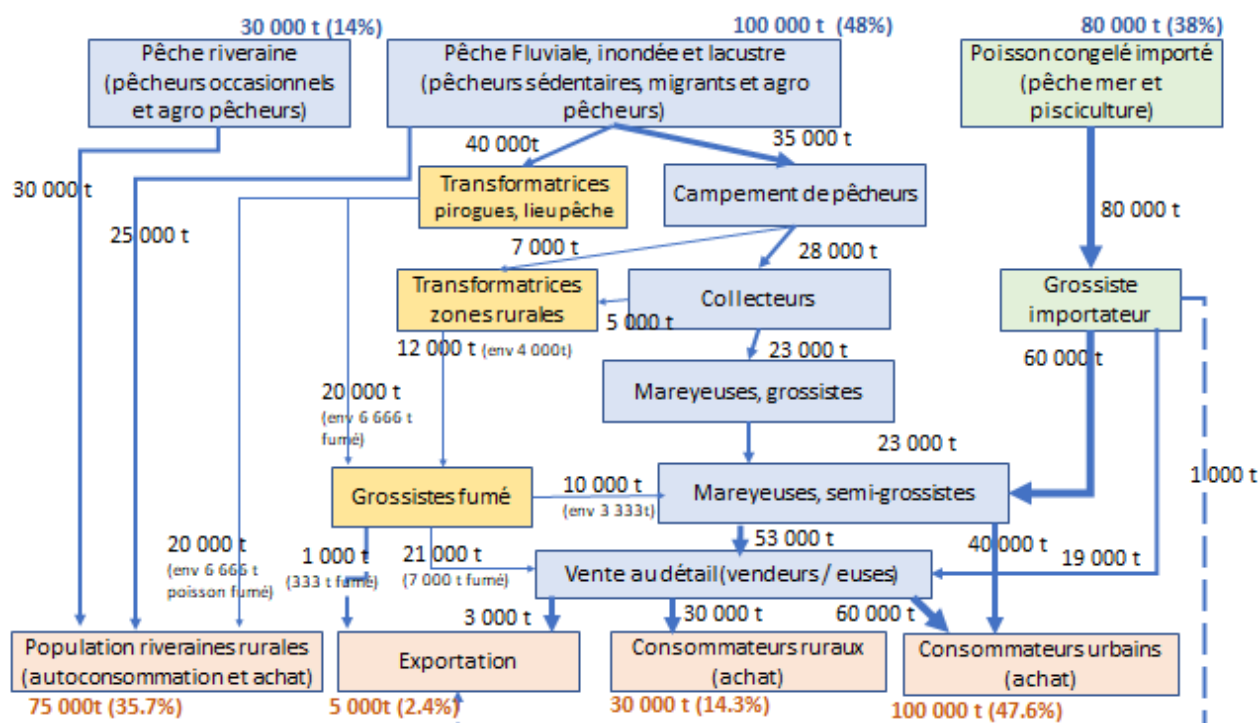 30 000 t (14%)
100 000 t (48%)
80 000 t (38%)
Pêche riveraine
(pêcheurs occasionnels
et agro pêcheurs)
Pêche Fluviale, inondée et lacustre
(pêcheurs sédentaires, migrants et agro
pêcheurs)
Poisson congelé importé
(pêche mer et
pisciculture)
40 000t
35 000 t
30 000 t
Transformatrices
pirogues, lieu pêche
Campement de pêcheurs
80 000 t
25 000 t
7 000 t
28 000 t
Transformatrices
zones rurales
Collecteurs
Grossiste
importateur
5 000 t
12 000 t (env 4 000t)
23 000 t
60 000 t
Mareyeuses, grossistes
20 000 t
(env 6 666 t
fumé)
23 000 t
1 000 t
Grossistes fumé
10 000 t
(env 3 333t)
Mareyeuses, semi-grossistes
20 000 t
(env 6 666 t
poisson fumé)
1 000 t
(333 t fumé)
21 000 t
(7 000 t fumé)
53 000 t
40 000 t
19 000 t
Vente au détail (vendeurs / euses)
3 000 t
30 000 t
60 000 t
Population riveraines rurales
(autoconsommation et achat)
Exportation
Consommateurs ruraux
(achat)
Consommateurs urbains
(achat)
75 000t (35.7%)
5 000t (2.4%)
30 000 t (14.3%)
100 000 t (47.6%)